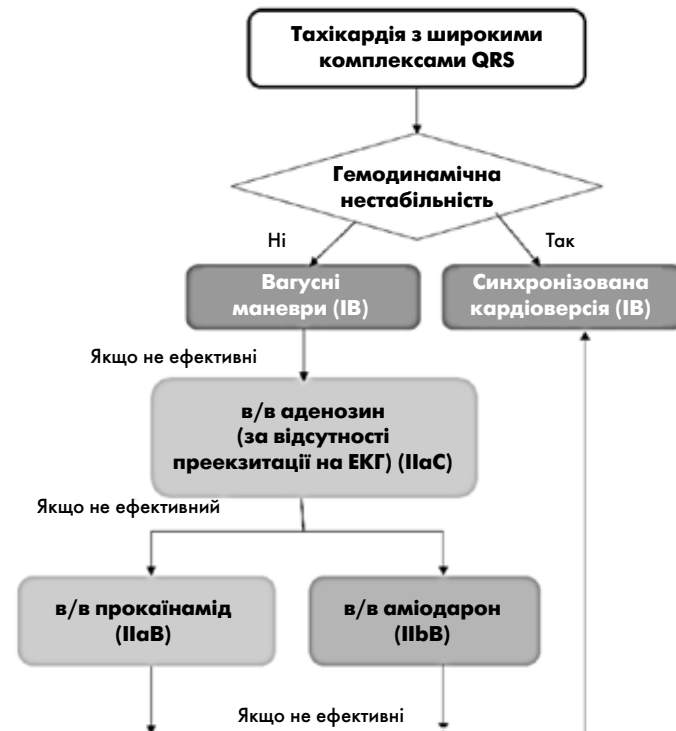 Тахікардія з широкими
комплексами QRS
Гемодинамічна
нестабільність
Ні
Так
Вагусні
маневри (IB)
Синхронізована
кардіоверсія (IB)
Якщо не ефективні
в/в аденозин
(за відсутності
преекзитації на ЕКГ) (IIaC)
Якщо не ефективний
в/в прокаїнамід
(IIaB)
в/в аміодарон
(IIbB)
Якщо не ефективні